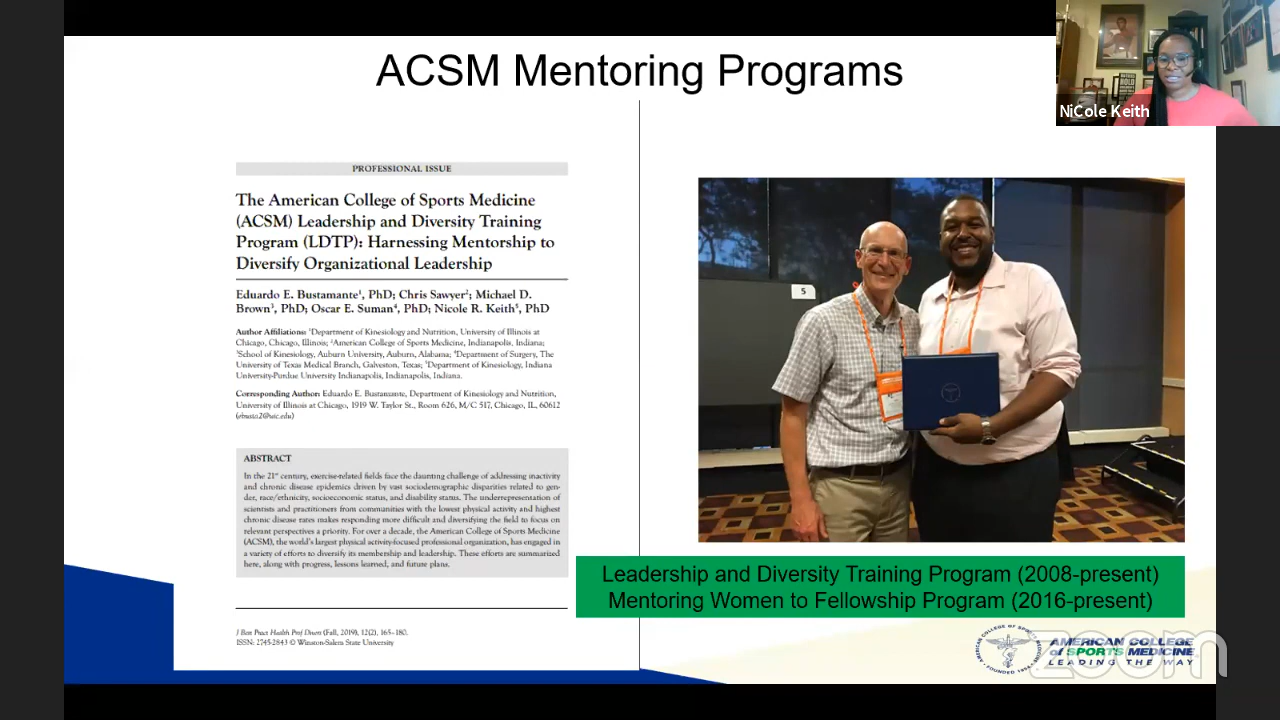 ACSM Mentoring Programs
NiCole Keith
PROFESSIONAL ISSUE
The American College of Sports Medicine
(ACSM) Leadership and Diversity Training
Program (LDTP): Harnessing Mentorship to
Diversify Organizational Leadership
Eduardo E. Bustamante¹, PhD; Chris Sawyer²; Michael D.
Brown³, PhD; Oscar E. Suman⁴, PhD; Nicole R. Keith⁵, PhD
Author Affiliations: ¹Department of Kinesiology and Nutrition, University of Illinois at
Chicago, Chicago, Illinois; ²American College of Sports Medicine, Indianapolis, Indiana;
³School of Kinesiology, Auburn University, Auburn, Alabama; ⁴Department of Surgery, The
University of Texas Medical Branch, Galveston, Texas; ⁵Department of Kinesiology, Indiana
University-Purdue University Indianapolis, Indianapolis, Indiana.
Corresponding Author: Eduardo E. Bustamante, Department of Kinesiology and Nutrition,
University of Illinois at Chicago, 1919 W. Taylor St., Room 626, M/C 517, Chicago, IL, 60612
(ebusta2@uic.edu)
ABSTRACT
In the 21st century, exercise-related fields face the daunting challenge of addressing inactivity
and chronic disease epidemics driven by vast sociodemographic disparities related to gen-
der, race/ethnicity, socioeconomic status, and disability status. The underrepresentation of
scientists and practitioners from communities with the lowest physical activity and highest
chronic disease rates makes responding more difficult and diversifying the field to focus on
relevant perspectives a priority. For over a decade, the American College of Sports Medicine
(ACSM), the world's largest physical activity-focused professional organization, has engaged in
a variety of efforts to diversify its membership and leadership. These efforts are summarized
here, along with progress, lessons learned, and future plans.
J Best Pract Health Prof Divers (Fall, 2019), 12(2), 165–180.
ISSN: 2745-2843 © Winston-Salem State University
5
Leadership and Diversity Training Program (2008-present)
Mentoring Women to Fellowship Program (2016-present)
AMERICAN COLLEGE
of SPORTS MEDICINE
LEADING THE WAY
zoom